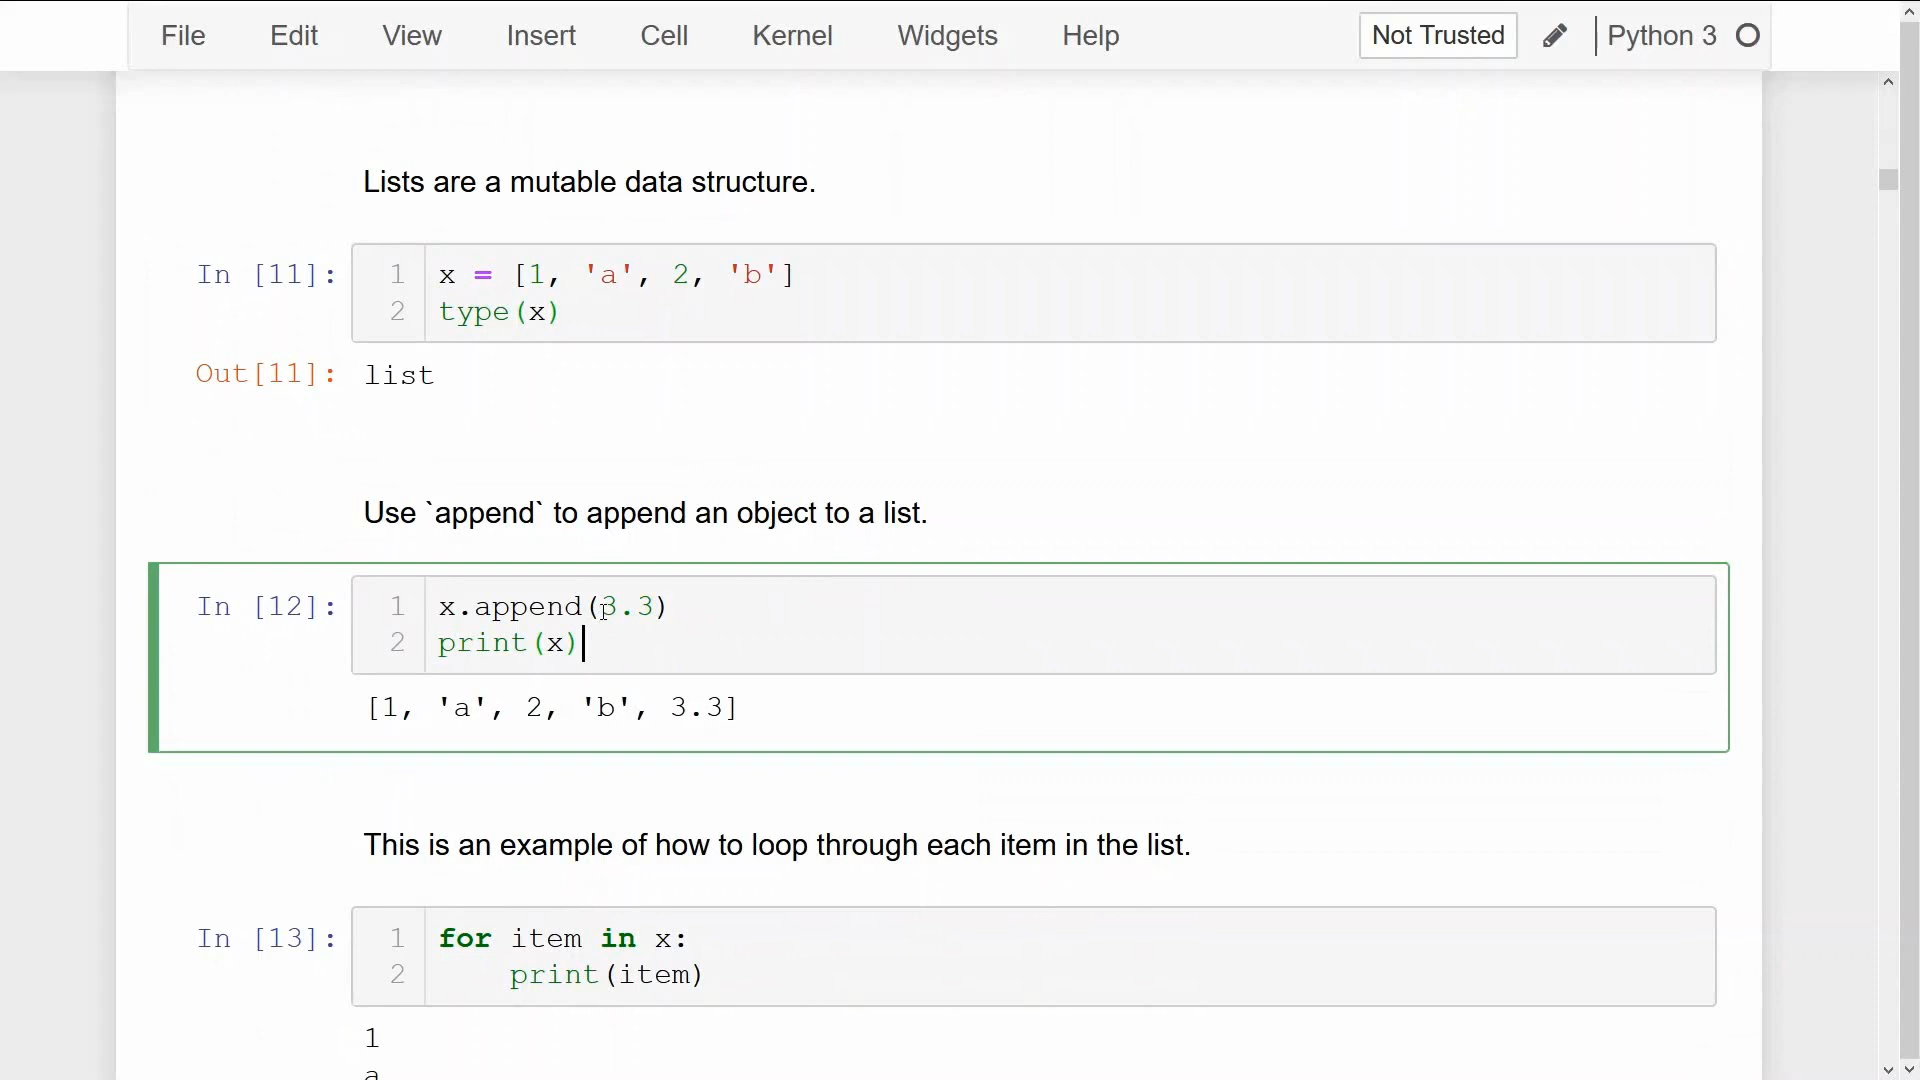 File Edit View Insert Cell Kernel Widgets Help Not Trusted Python 3
Lists are a mutable data structure.
In [11]: 1 x = [1, 'a', 2, 'b']
2 type(x)
Out[11]: list
Use `append` to append an object to a list.
In [12]: 1 x.append(3.3)
2 print(x)
[1, 'a', 2, 'b', 3.3]
This is an example of how to loop through each item in the list.
In [13]: 1 for item in x:
2     print(item)
1
a